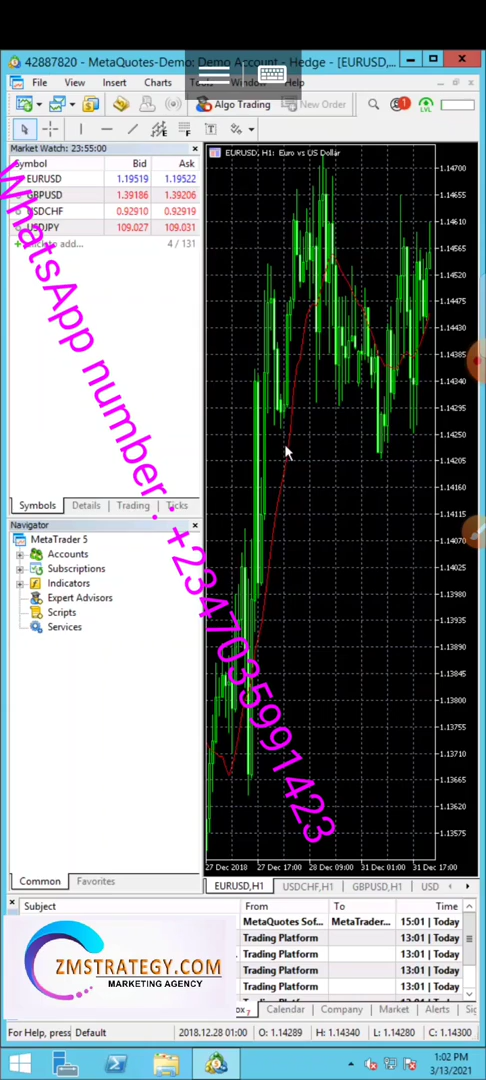 42887820 - MetaQuotes-Demo: Demo Account - Hedge - [EURUSD,...
File View Insert Charts Tools Window Help
Algo Trading New Order
LVL
Market Watch: 23:55:00
Symbol Bid Ask
EURUSD 1.19519 1.19522
GBPUSD 1.39186 1.39206
USDCHF 0.92910 0.92919
USDJPY 109.027 109.031
click to add... 4 / 131
Symbols Details Trading Ticks
EURUSD, H1: Euro vs US Dollar
1.14700
1.14655
1.14610
1.14565
1.14520
1.14475
1.14430
1.14385
1.14340
1.14295
1.14250
1.14205
1.14160
1.14115
1.14070
1.14025
1.13980
1.13935
1.13890
1.13845
1.13800
1.13755
1.13710
1.13665
1.13620
1.13575
27 Dec 2018 27 Dec 17:00 28 Dec 09:00 31 Dec 01:00 31 Dec 17:00
WhatsApp number.: +2347035991423
Navigator
MetaTrader 5
Accounts
Subscriptions
Indicators
Expert Advisors
Scripts
Services
Common Favorites
EURUSD,H1 USDCHF,H1 GBPUSD,H1 USD
Subject From To Time
MetaQuotes Sof... MetaTrader... 15:01 | Today
Trading Platform 13:01 | Today
Trading Platform 13:01 | Today
Trading Platform 13:01 | Today
Trading Platform 13:01 | Today
Trading Platform 13:01 | Today
ZMSTRATEGY.COM
MARKETING AGENCY
Calendar Company Market Alerts
For Help, press Default 2018.12.28 01:00 O: 1.14289 H: 1.14340 L: 1.14280 C: 1.14300
1:02 PM
3/13/2021